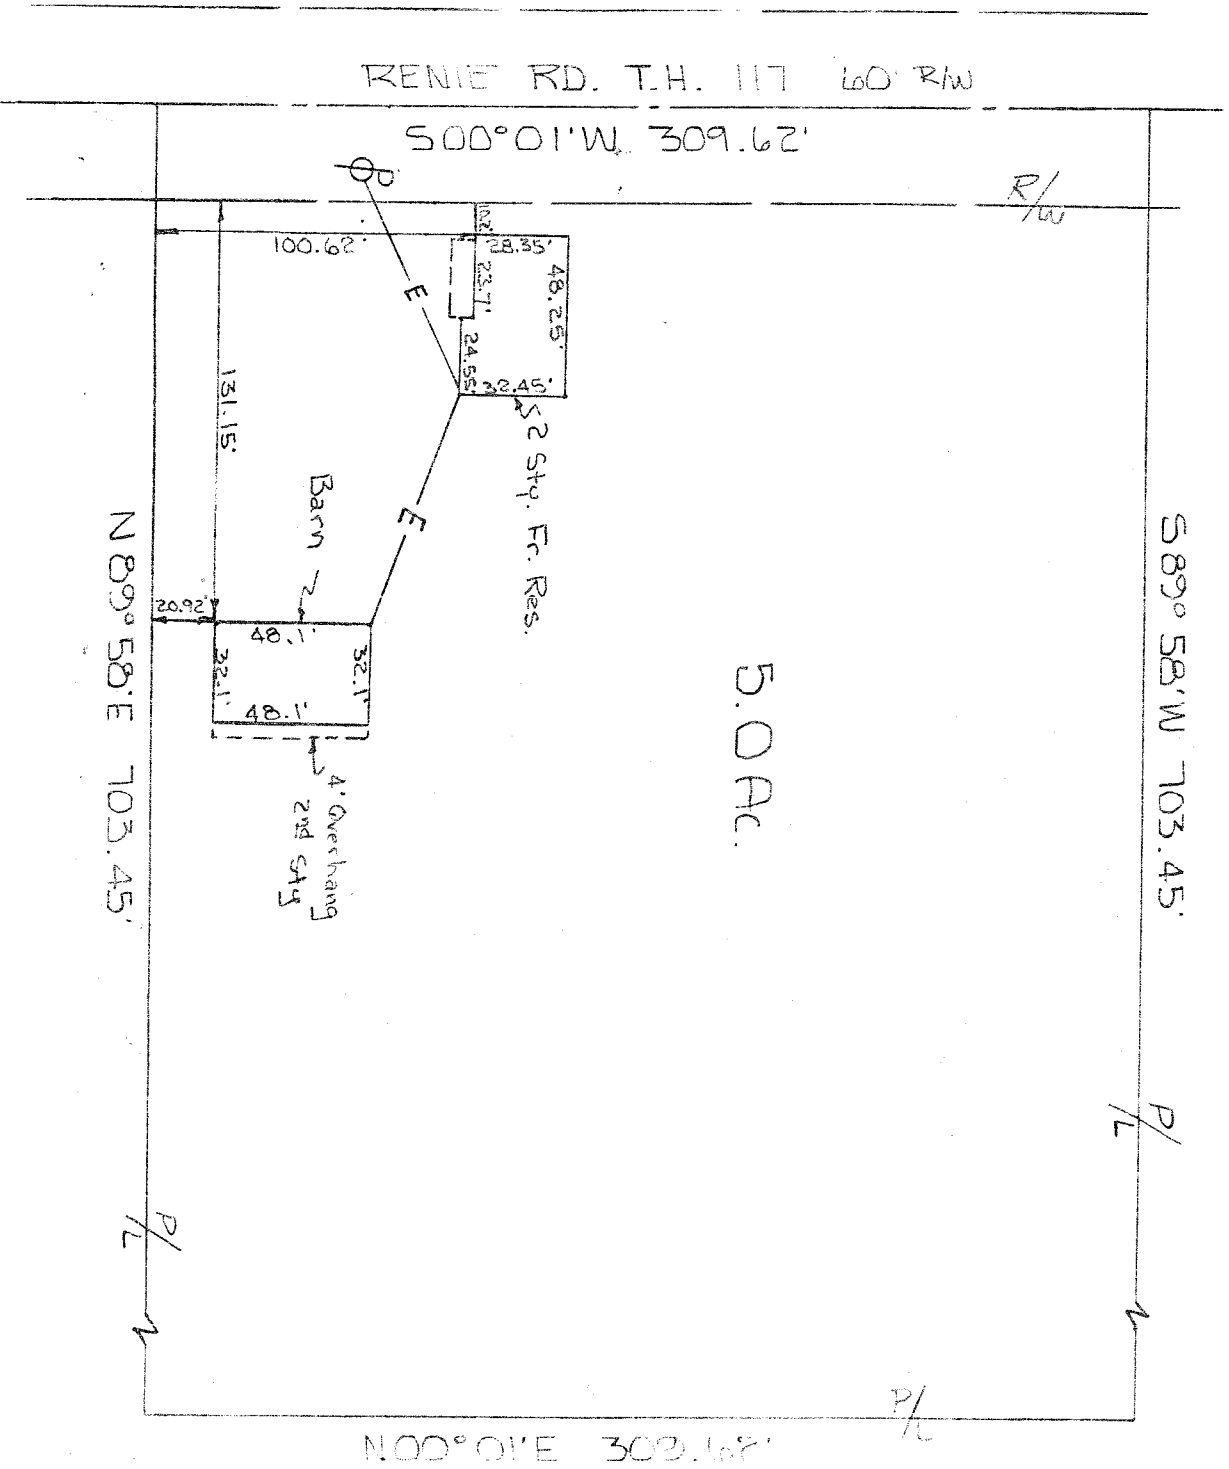 RENIE RD. T.H. 117 60' R/W
S00°01'W 309.62'
R/W
P
10.2'
100.62'
28.35'
23.7'
48.25'
E
24.55'
32.45'
2 Sty. Fr. Res.
131.15'
Barn
E
N 89°58'E 703.45'
S 89°58'W 703.45'
20.92'
48.1'
32.1'
32.1'
48.1'
5.0 Ac.
4' Overhang
2nd Sty
P/L
P/L
P/L
N00°01'E 309.62'